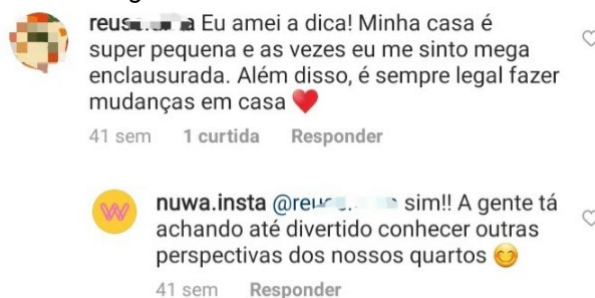 Eu amei a dica! Minha casa é
super pequena e as vezes eu me sinto mega
enclausurada. Além disso, é sempre legal fazer
mudanças em casa ❤️
41 sem 1 curtida Responder
nuwa.insta sim!! A gente tá
achando até divertido conhecer outras
perspectivas dos nossos quartos 😊
41 sem Responder